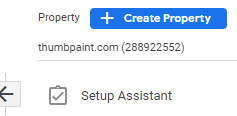 Property
Create Property
thumbpaint.com (288922552)
Setup Assistant